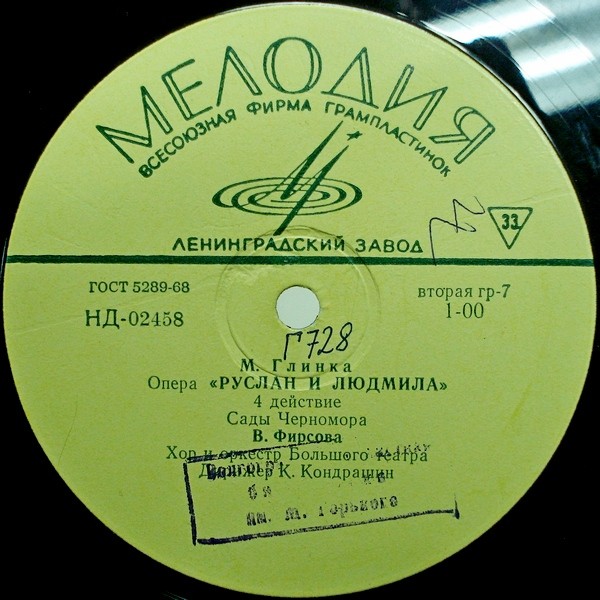 МЕЛОДИЯ
ВСЕСОЮЗНАЯ ФИРМА ГРАМПЛАСТИНОК
33
ЛЕНИНГРАДСКИЙ ЗАВОД
ГОСТ 5289-68
вторая гр-7
НД-02458
1-00
Г728
М. Глинка
Опера «РУСЛАН И ЛЮДМИЛА»
4 действие
Сады Черномора
В. Фирсова
Хор и оркестр Большого театра
Дирижер К. Кондрашин
им. М. Горького